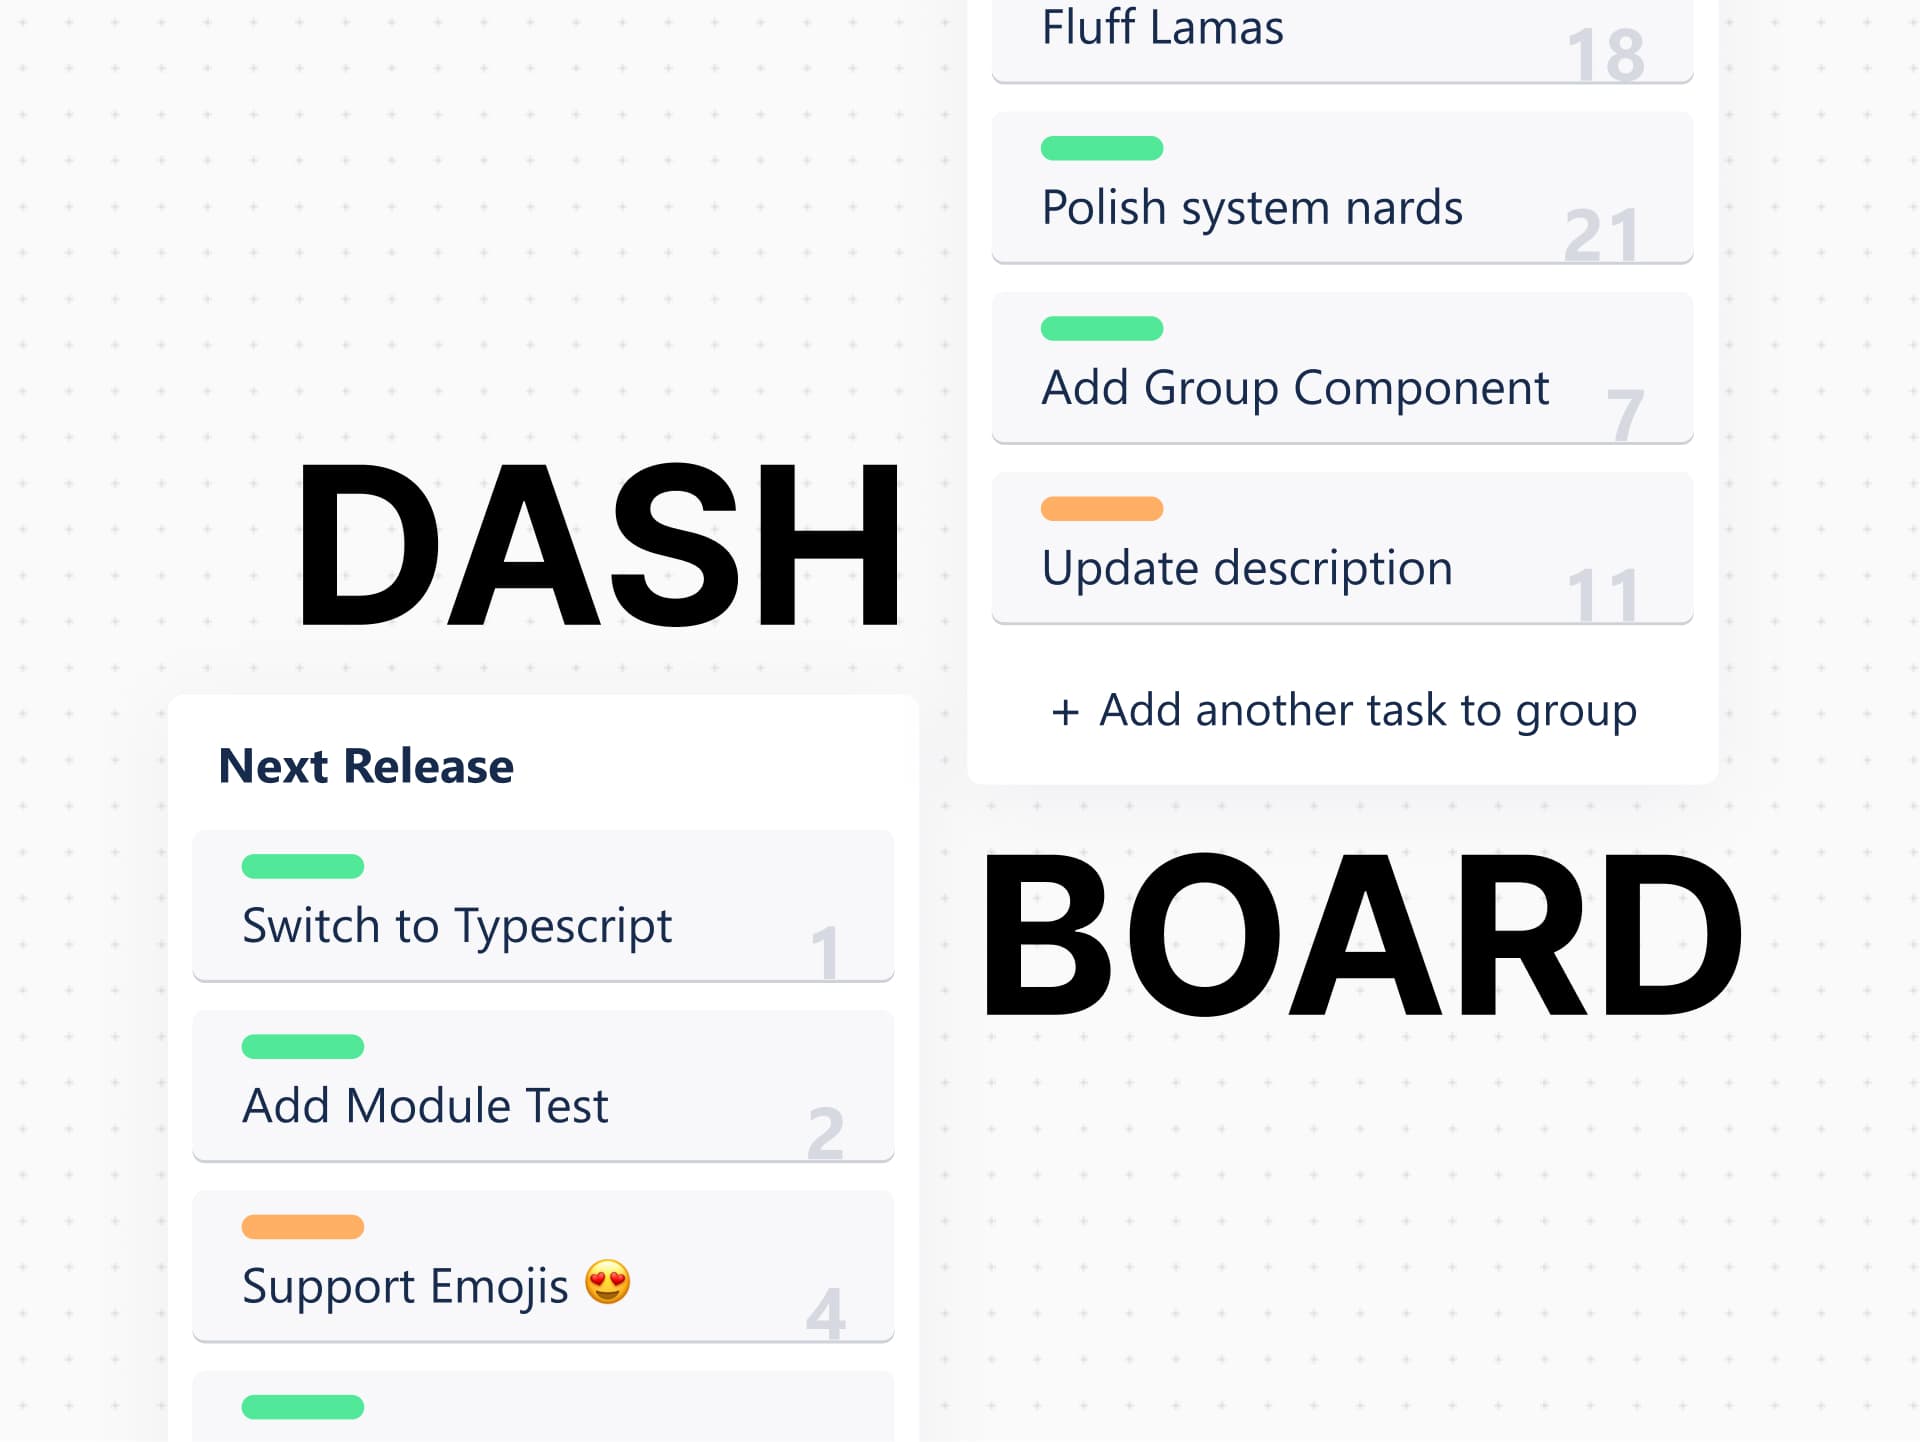 Fluff Lamas
18
Polish system nards
21
Add Group Component
7
Update description
11
+ Add another task to group
DASH
BOARD
Next Release
Switch to Typescript
1
Add Module Test
2
Support Emojis 😍
4